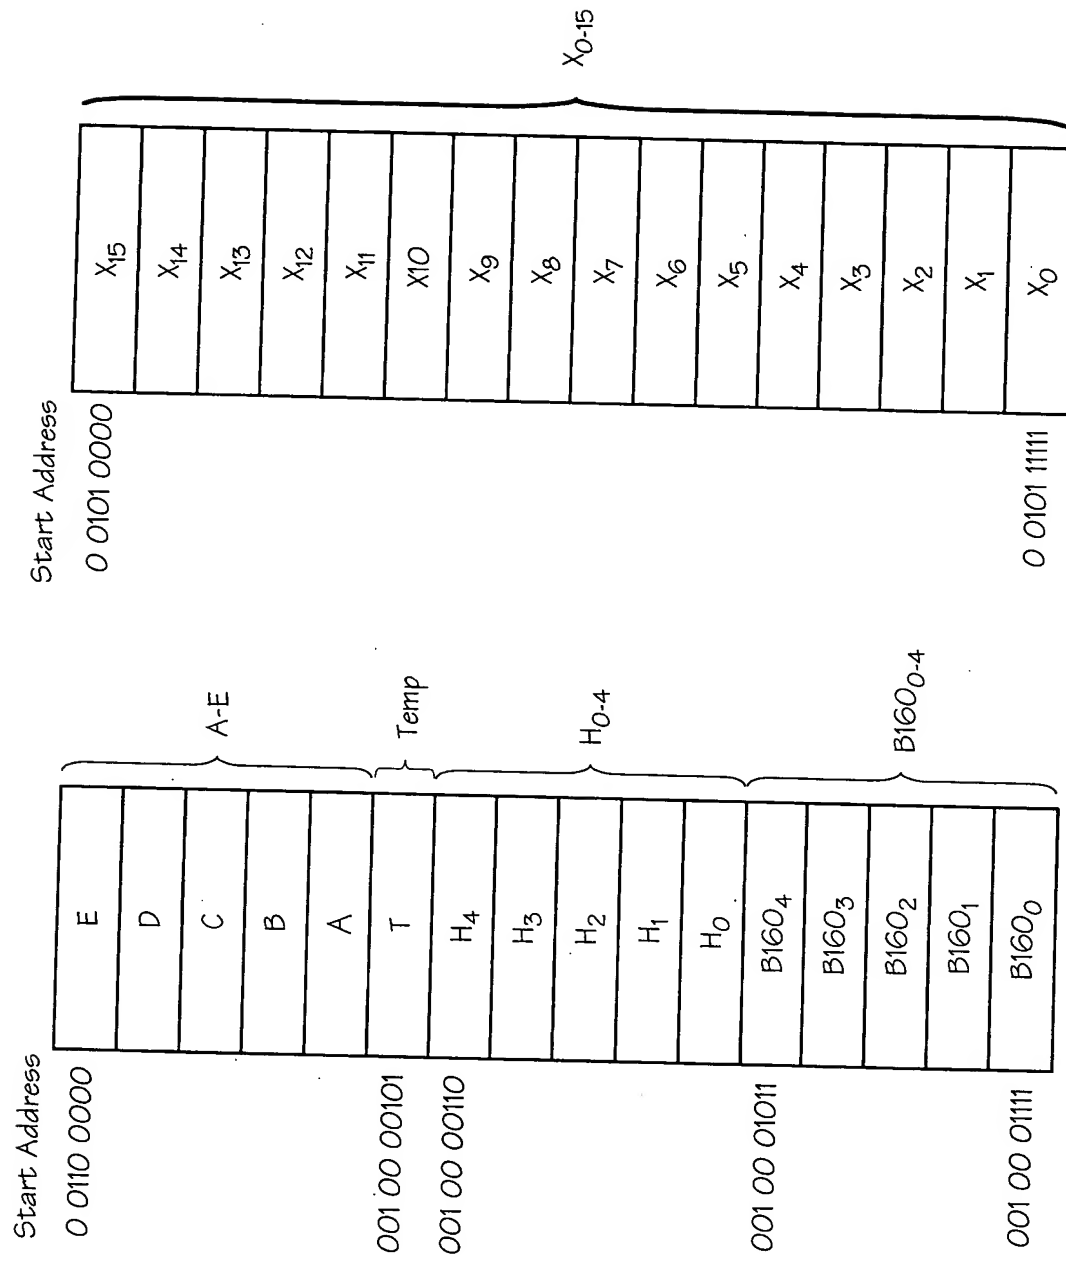 Start Address
0 0101 0000
X15
X14
X13
X12
X11
X10
X9
X8
X7
X6
X5
X4
X3
X2
X1
X0
0 0101 11111
X0-15
Start Address
0 0110 0000
E
D
C
B
A
A-E
001 00 00101
T
Temp
001 00 00110
H4
H3
H2
H1
H0
H0-4
001 00 01011
B1604
B1603
B1602
B1601
B1600
B1600-4
001 00 01111